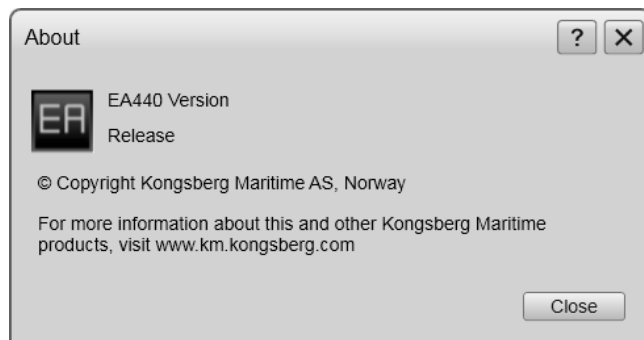 About
?
X
EA
EA440 Version
Release
© Copyright Kongsberg Maritime AS, Norway
For more information about this and other Kongsberg Maritime
products, visit www.km.kongsberg.com
Close